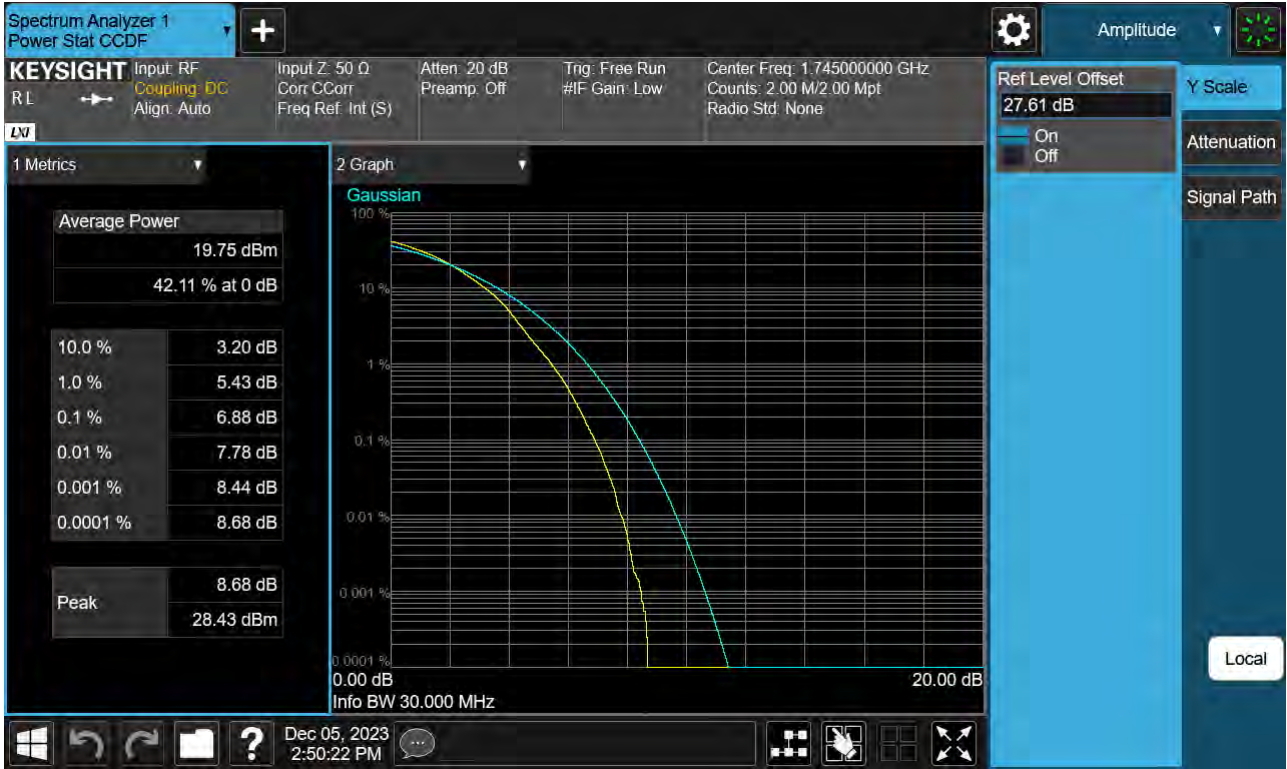 Spectrum Analyzer 1
Power Stat CCDF
Amplitude
KEYSIGHT
RL
LXI
Input: RF
Coupling: DC
Align: Auto
Input Z: 50 Ω
Corr CCorr
Freq Ref: Int (S)
Atten: 20 dB
Preamp: Off
Trig: Free Run
#IF Gain: Low
Center Freq: 1.745000000 GHz
Counts: 2.00 M/2.00 Mpt
Radio Std: None
Ref Level Offset
27.61 dB
On
Off
Y Scale
Attenuation
Signal Path
Local
1 Metrics
Average Power
19.75 dBm
42.11 % at 0 dB
10.0 % 3.20 dB
1.0 % 5.43 dB
0.1 % 6.88 dB
0.01 % 7.78 dB
0.001 % 8.44 dB
0.0001 % 8.68 dB
Peak 8.68 dB
28.43 dBm
2 Graph
Gaussian
100 %
10 %
1 %
0.1 %
0.01 %
0.001 %
0.0001 %
0.00 dB 20.00 dB
Info BW 30.000 MHz
?
Dec 05, 2023
2:50:22 PM